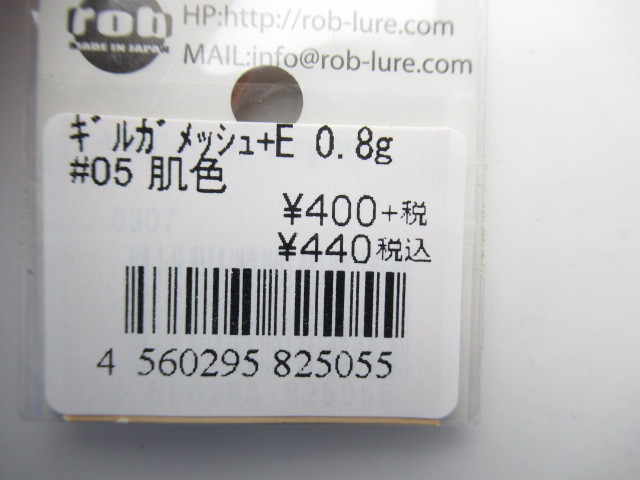 rob
MADE IN JAPAN
HP:http://rob-lure.com
MAIL:info@rob-lure.com
ｷﾞﾙｶﾞﾒｯｼｭ+E 0.8g
#05 肌色
¥400+税
¥440税込
4 560295 825055